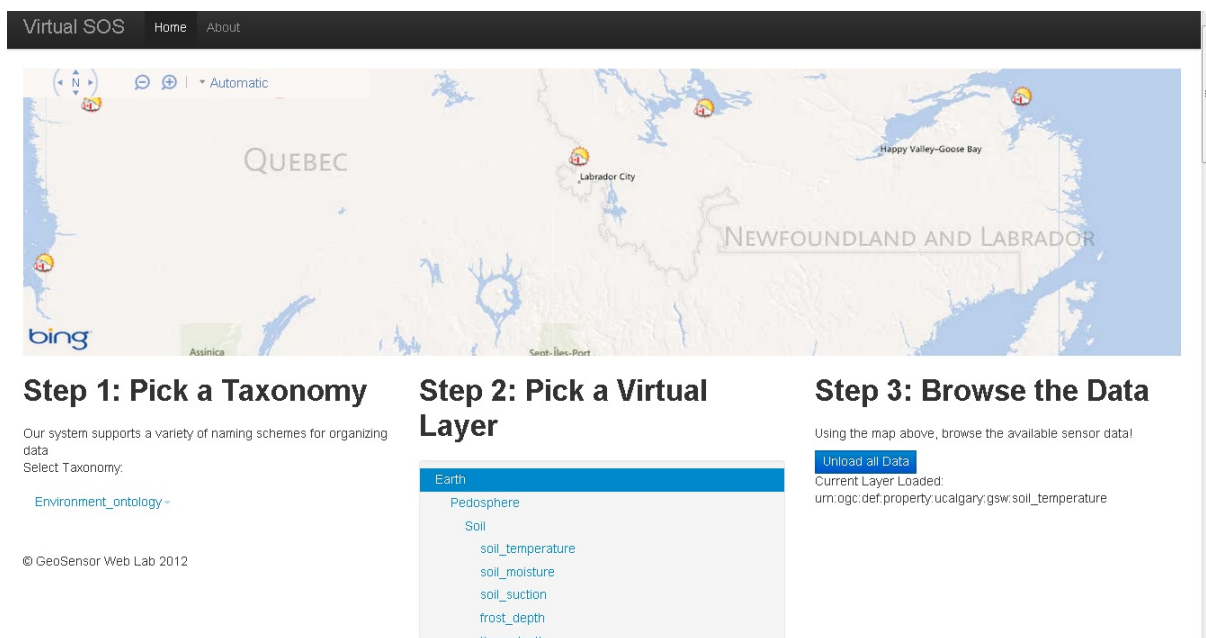 Virtual SOS Home About
N Automatic
QUEBEC
Happy Valley-Goose Bay
Labrador City
NEWFOUNDLAND AND LABRADOR
bing
Assinica
Sept-Îles-Port
Step 1: Pick a Taxonomy
Our system supports a variety of naming schemes for organizing
data
Select Taxonomy:
Environment_ontology
© GeoSensor Web Lab 2012
Step 2: Pick a Virtual
Layer
Earth
Pedosphere
Soil
soil_temperature
soil_moisture
soil_suction
frost_depth
Step 3: Browse the Data
Using the map above, browse the available sensor data!
Unload all Data
Current Layer Loaded:
urn:ogc:def:property:ucalgary:gsw:soil_temperature